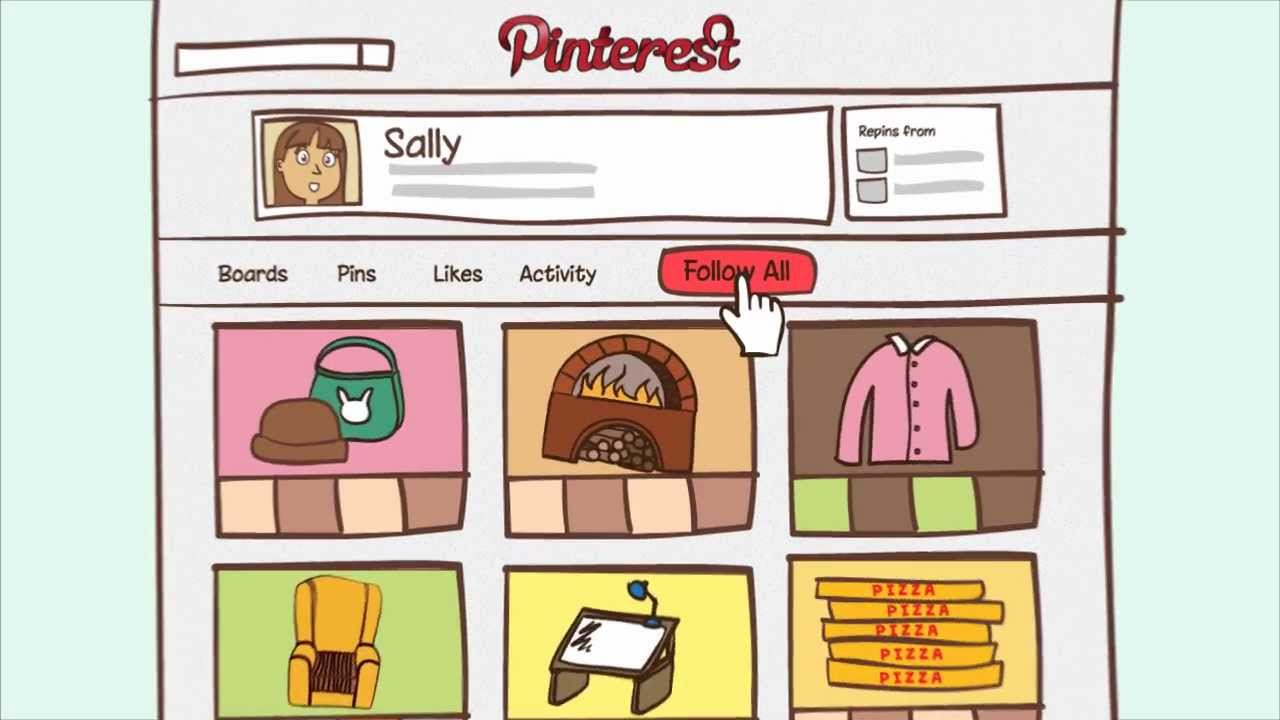 Pinterest
Sally
Repins from
Boards Pins Likes Activity Follow All
PIZZA
PIZZA
PIZZA
PIZZA
PIZZA